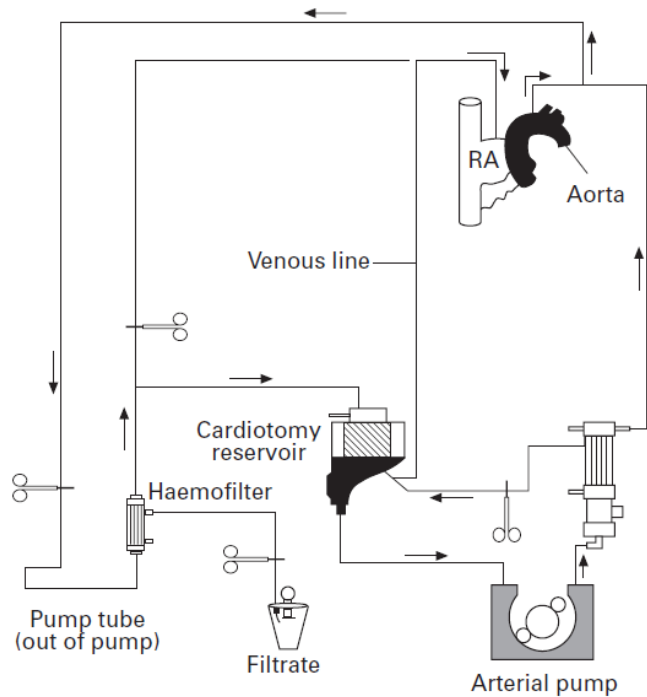 RA
Aorta
Venous line
Cardiotomy
reservoir
Haemofilter
Pump tube
(out of pump)
Filtrate
Arterial pump